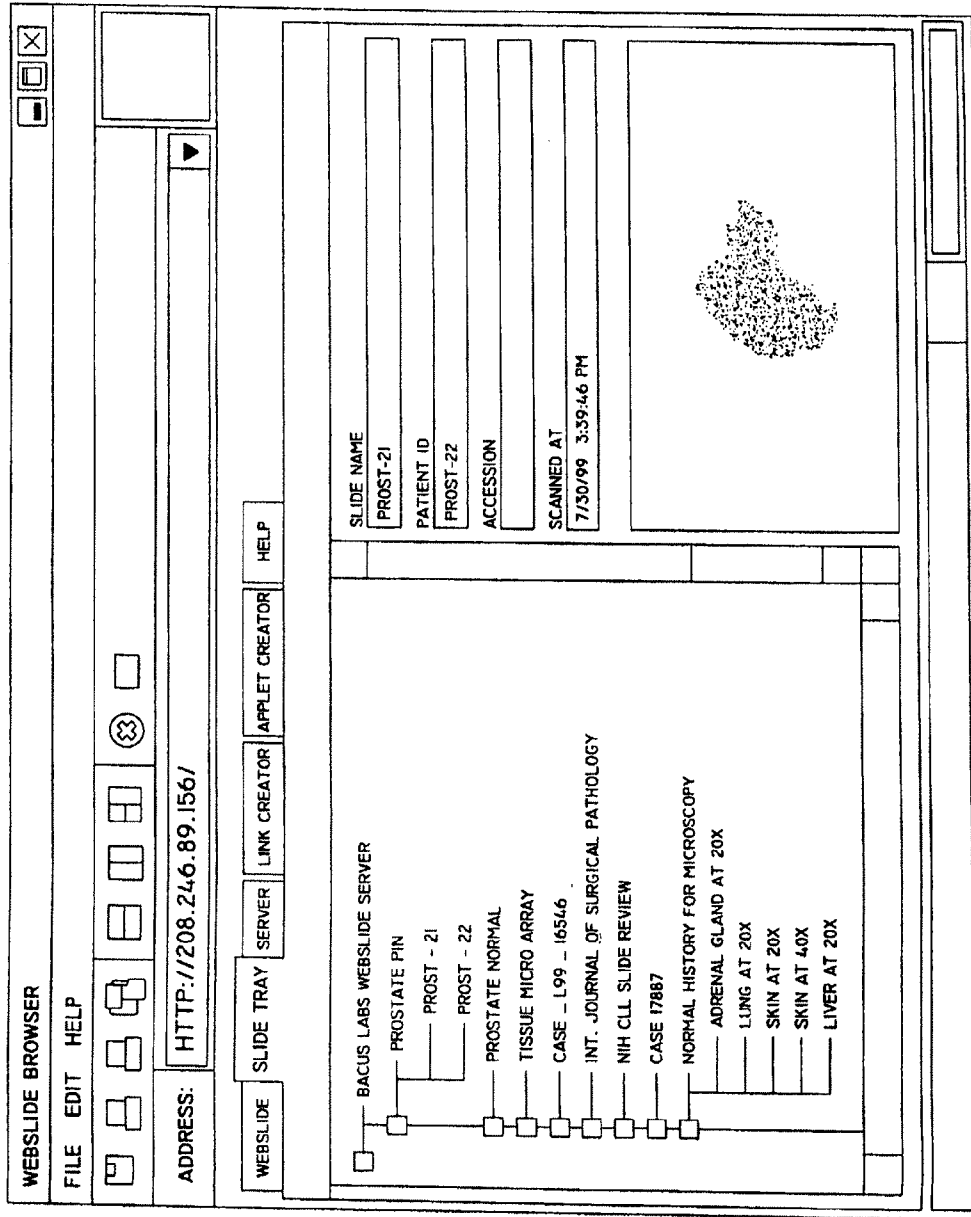 WEBSLIDE BROWSER
FILE EDIT HELP
ADDRESS: HTTP://208.246.89.156/
WEBSLIDE SLIDE TRAY SERVER LINK CREATOR APPLET CREATOR HELP
BACUS LABS WEBSLIDE SERVER
PROSTATE PIN
PROST - 21
PROST - 22
PROSTATE NORMAL
TISSUE MICRO ARRAY
CASE _ L99 _ 16546
INT. JOURNAL OF SURGICAL PATHOLOGY
NIH CLL SLIDE REVIEW
CASE 17887
NORMAL HISTORY FOR MICROSCOPY
ADRENAL GLAND AT 20X
LUNG AT 20X
SKIN AT 20X
SKIN AT 40X
LIVER AT 20X
SLIDE NAME
PROST-21
PATIENT ID
PROST-22
ACCESSION
SCANNED AT
7/30/99 3:39:46 PM